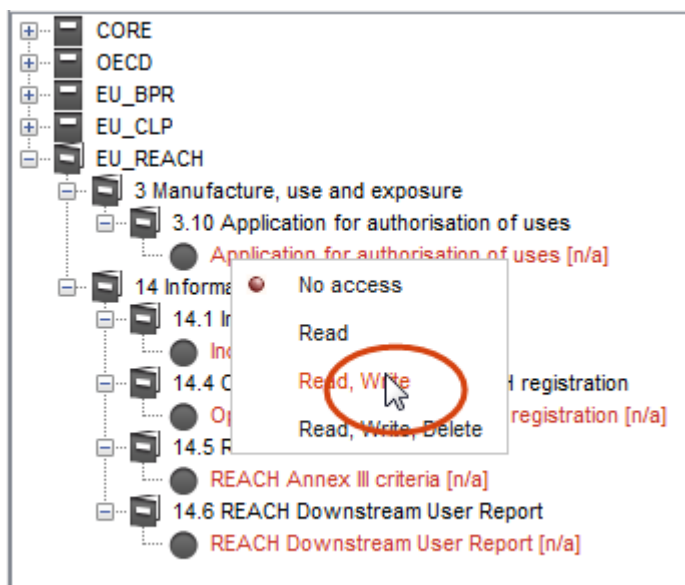 CORE
OECD
EU_BPR
EU_CLP
EU_REACH
3 Manufacture, use and exposure
3.10 Application for authorisation of uses
Application for authorisation of uses [n/a]
14
No access
14.1
Read
14.4
Read, Write
H registration
registration [n/a]
Read, Write, Delete
14.5
REACH Annex III criteria [n/a]
14.6 REACH Downstream User Report
REACH Downstream User Report [n/a]